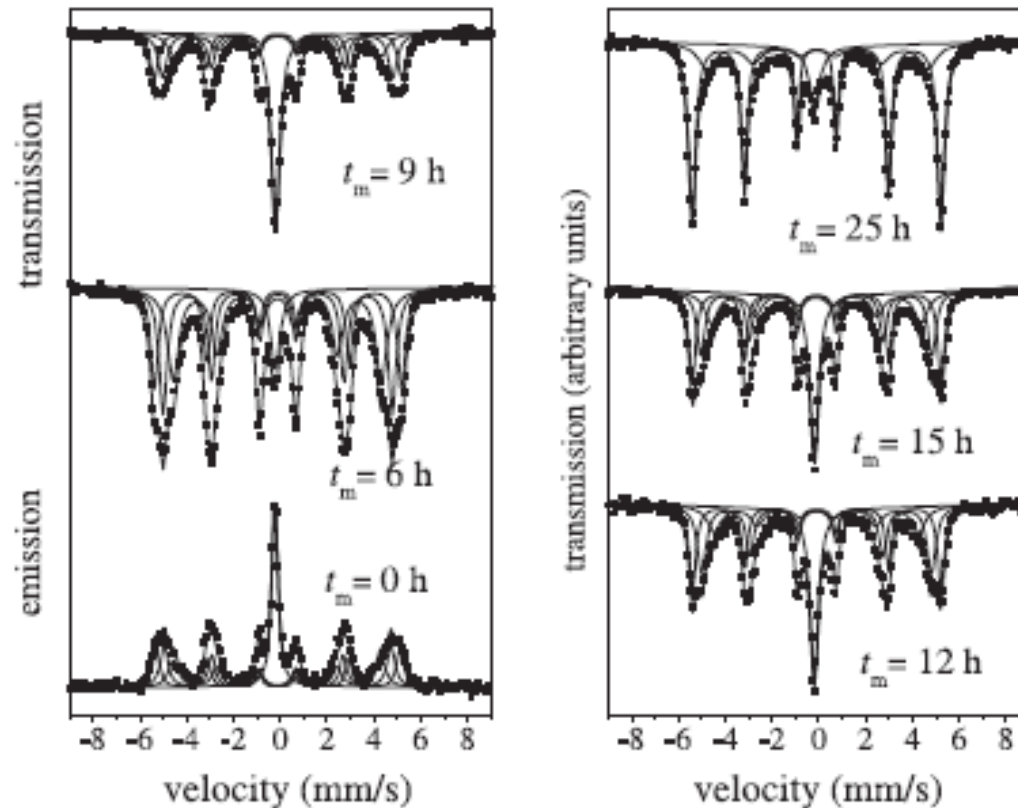 transmission
t_m = 9 h
t_m = 6 h
emission
t_m = 0 h
-8 -6 -4 -2 0 2 4 6 8
velocity (mm/s)
transmission (arbitrary units)
t_m = 25 h
t_m = 15 h
t_m = 12 h
-8 -6 -4 -2 0 2 4 6 8
velocity (mm/s)